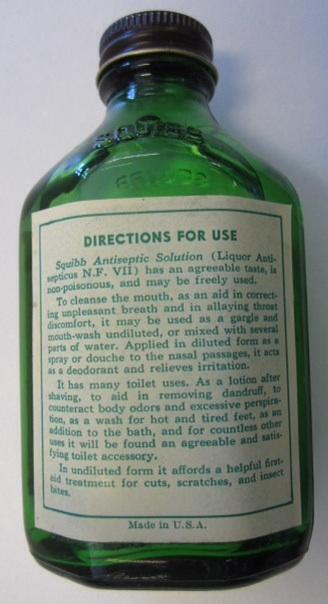 SQUIBB
DIRECTIONS FOR USE
Squibb Antiseptic Solution (Liquor Anti-
septicus N.F. VII) has an agreeable taste, is
non-poisonous, and may be freely used.
To cleanse the mouth, as an aid in correct-
ing unpleasant breath and in allaying throat
discomfort, it may be used as a gargle and
mouth-wash undiluted, or mixed with several
parts of water. Applied in diluted form as a
spray or douche to the nasal passages, it acts
as a deodorant and relieves irritation.
It has many toilet uses. As a lotion after
shaving, to aid in removing dandruff, to
counteract body odors and excessive perspira-
tion, as a wash for hot and tired feet, as an
addition to the bath, and for countless other
uses it will be found an agreeable and satis-
fying toilet accessory.
In undiluted form it affords a helpful first-
aid treatment for cuts, scratches, and insect
bites.
Made in U.S.A.